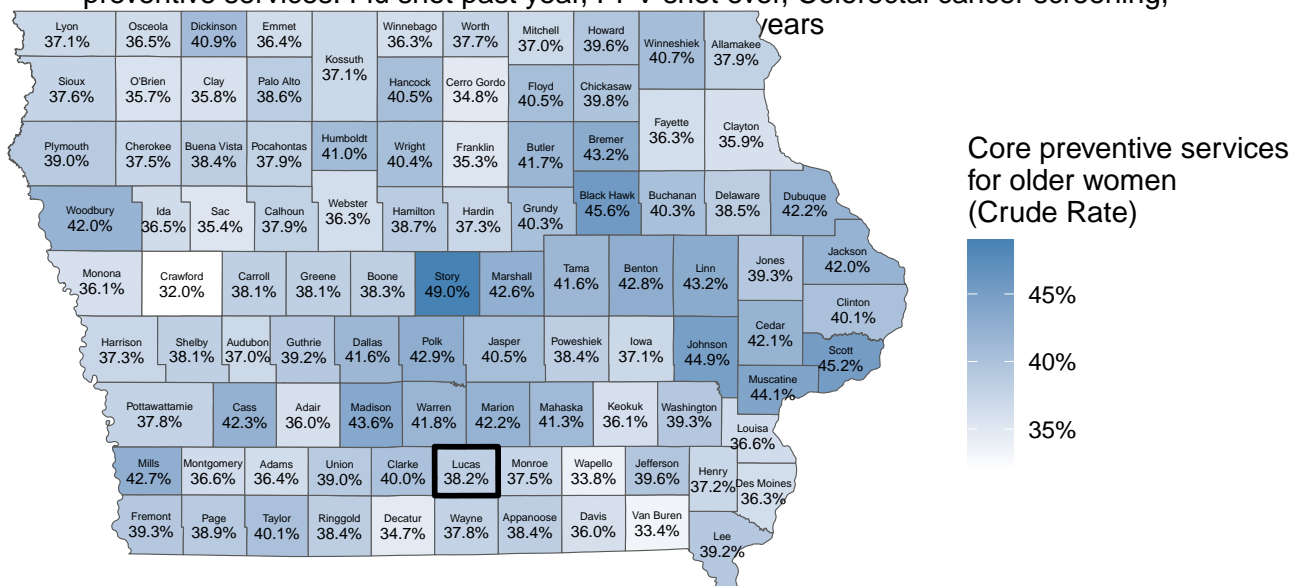 preventive services: Flu shot past year, PPV shot ever, Colorectal cancer screening,
years
Lyon Osceola Dickinson Emmet Winnebago Worth Mitchell Howard
37.1% 36.5% 40.9% 36.4% 36.3% 37.7% 37.0% 39.6%
Kossuth
37.1%
Winneshiek Allamakee
40.7% 37.9%
Sioux O'Brien Clay Palo Alto Hancock Cerro Gordo Floyd Chickasaw
37.6% 35.7% 35.8% 38.6% 40.5% 34.8% 40.5% 39.8%
Fayette Clayton
36.3% 35.9%
Plymouth Cherokee Buena Vista Pocahontas Humboldt Wright Franklin Butler Bremer
39.0% 37.5% 38.4% 37.9% 41.0% 40.4% 35.3% 41.7% 43.2%
Woodbury Ida Sac Calhoun Webster Hamilton Hardin Grundy Black Hawk Buchanan Delaware Dubuque
42.0% 36.5% 35.4% 37.9% 36.3% 38.7% 37.3% 40.3% 45.6% 40.3% 38.5% 42.2%
Monona Crawford Carroll Greene Boone Story Marshall Tama Benton Linn Jones Jackson
36.1% 32.0% 38.1% 38.1% 38.3% 49.0% 42.6% 41.6% 42.8% 43.2% 39.3% 42.0%
Clinton
40.1%
Harrison Shelby Audubon Guthrie Dallas Polk Jasper Poweshiek Iowa Johnson Cedar Scott
37.3% 38.1% 37.0% 39.2% 41.6% 42.9% 40.5% 38.4% 37.1% 44.9% 42.1% 45.2%
Muscatine
44.1%
Pottawattamie Cass Adair Madison Warren Marion Mahaska Keokuk Washington Louisa
37.8% 42.3% 36.0% 43.6% 41.8% 42.2% 41.3% 36.1% 39.3% 36.6%
Mills Montgomery Adams Union Clarke Lucas Monroe Wapello Jefferson Henry Des Moines
42.7% 36.6% 36.4% 39.0% 40.0% 38.2% 37.5% 33.8% 39.6% 37.2% 36.3%
Fremont Page Taylor Ringgold Decatur Wayne Appanoose Davis Van Buren Lee
39.3% 38.9% 40.1% 38.4% 34.7% 37.8% 38.4% 36.0% 33.4% 39.2%
Core preventive services
for older women
(Crude Rate)
45%
40%
35%